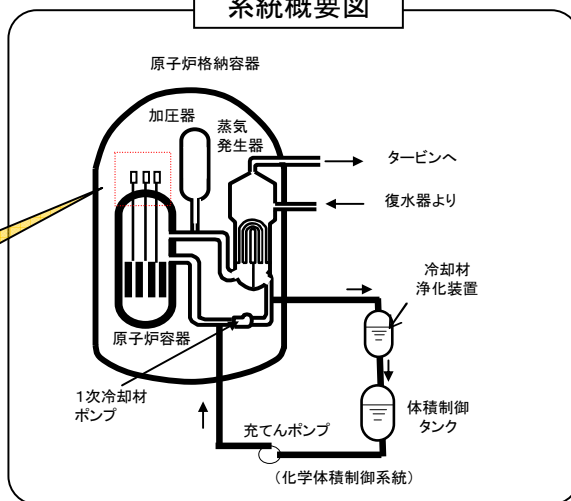 系統概要図
原子炉格納容器
加圧器
蒸気
発生器
タービンへ
復水器より
冷却材
浄化装置
原子炉容器
1次冷却材
ポンプ
体積制御
タンク
充てんポンプ
（化学体積制御系統）